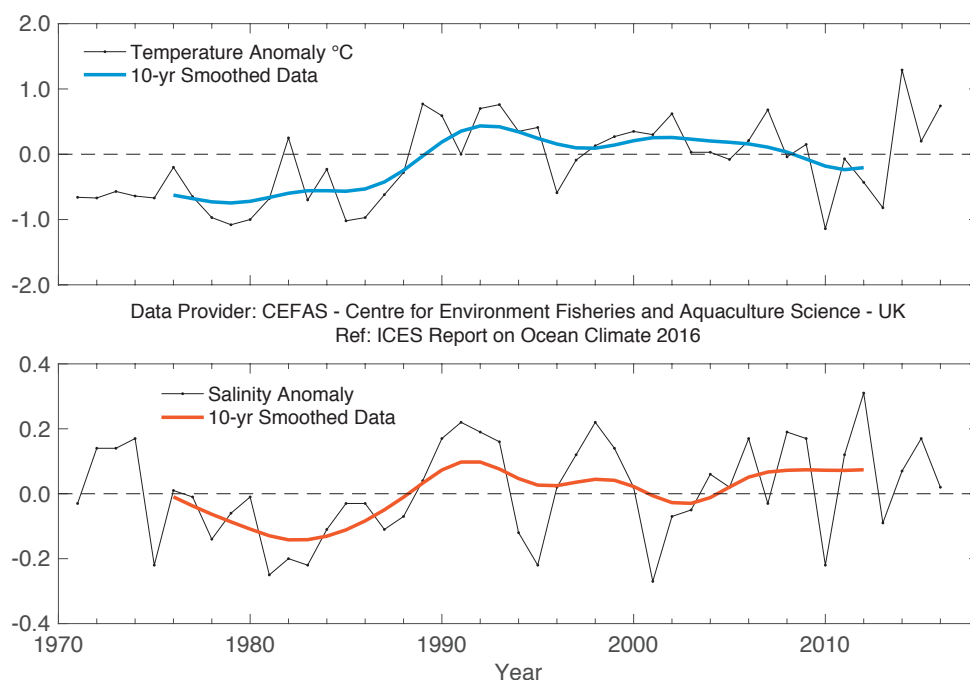 2.0
Temperature Anomaly °C
10-yr Smoothed Data
1.0
0.0
-1.0
-2.0
Data Provider: CEFAS - Centre for Environment Fisheries and Aquaculture Science - UK
Ref: ICES Report on Ocean Climate 2016
0.4
Salinity Anomaly
10-yr Smoothed Data
0.2
0.0
-0.2
-0.4
1970 1980 1990 2000 2010
Year